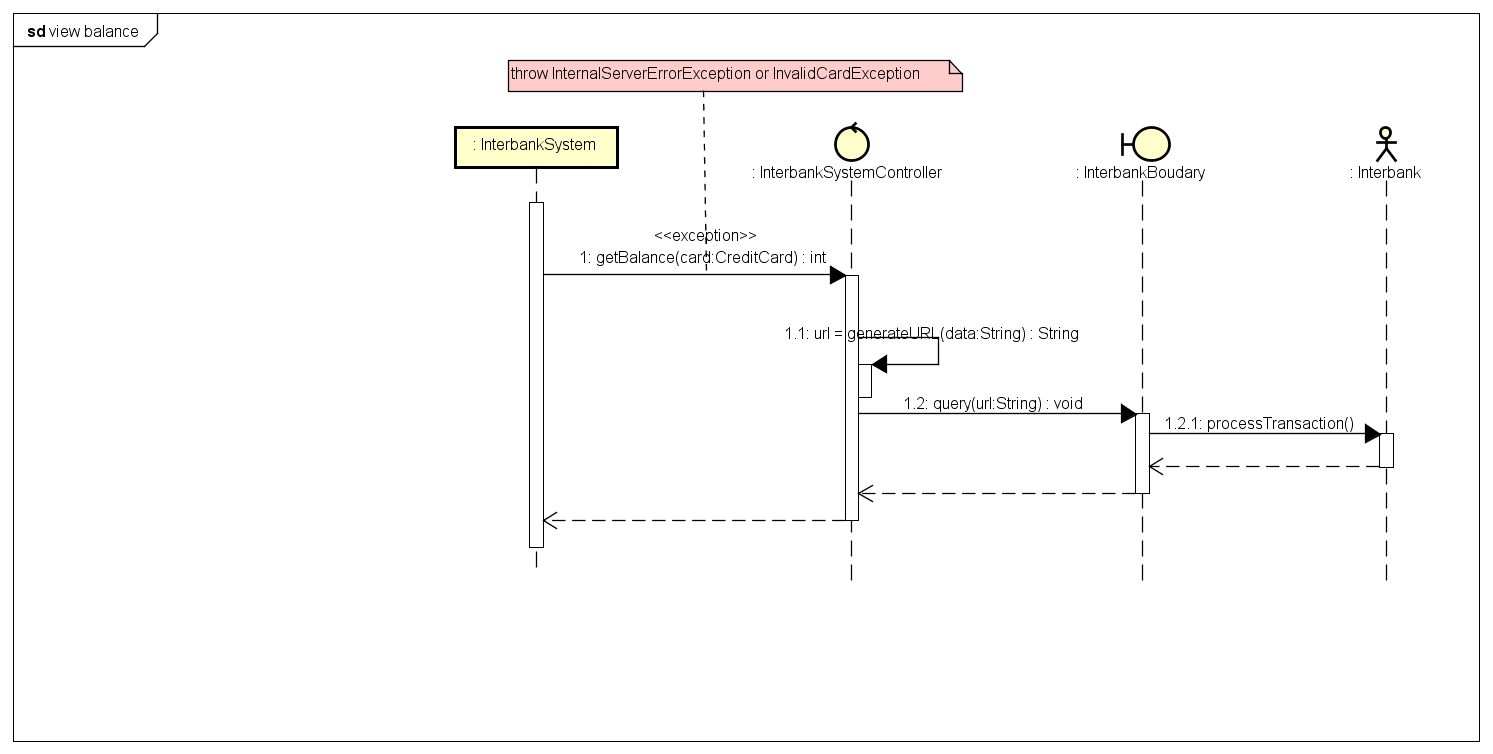 sd view balance
throw InternalServerErrorException or InvalidCardException
: InterbankSystem
: InterbankSystemController
: InterbankBoudary
: Interbank
<<exception>>
1: getBalance(card:CreditCard) : int
1.1: url = generateURL(data:String) : String
1.2: query(url:String) : void
1.2.1: processTransaction()